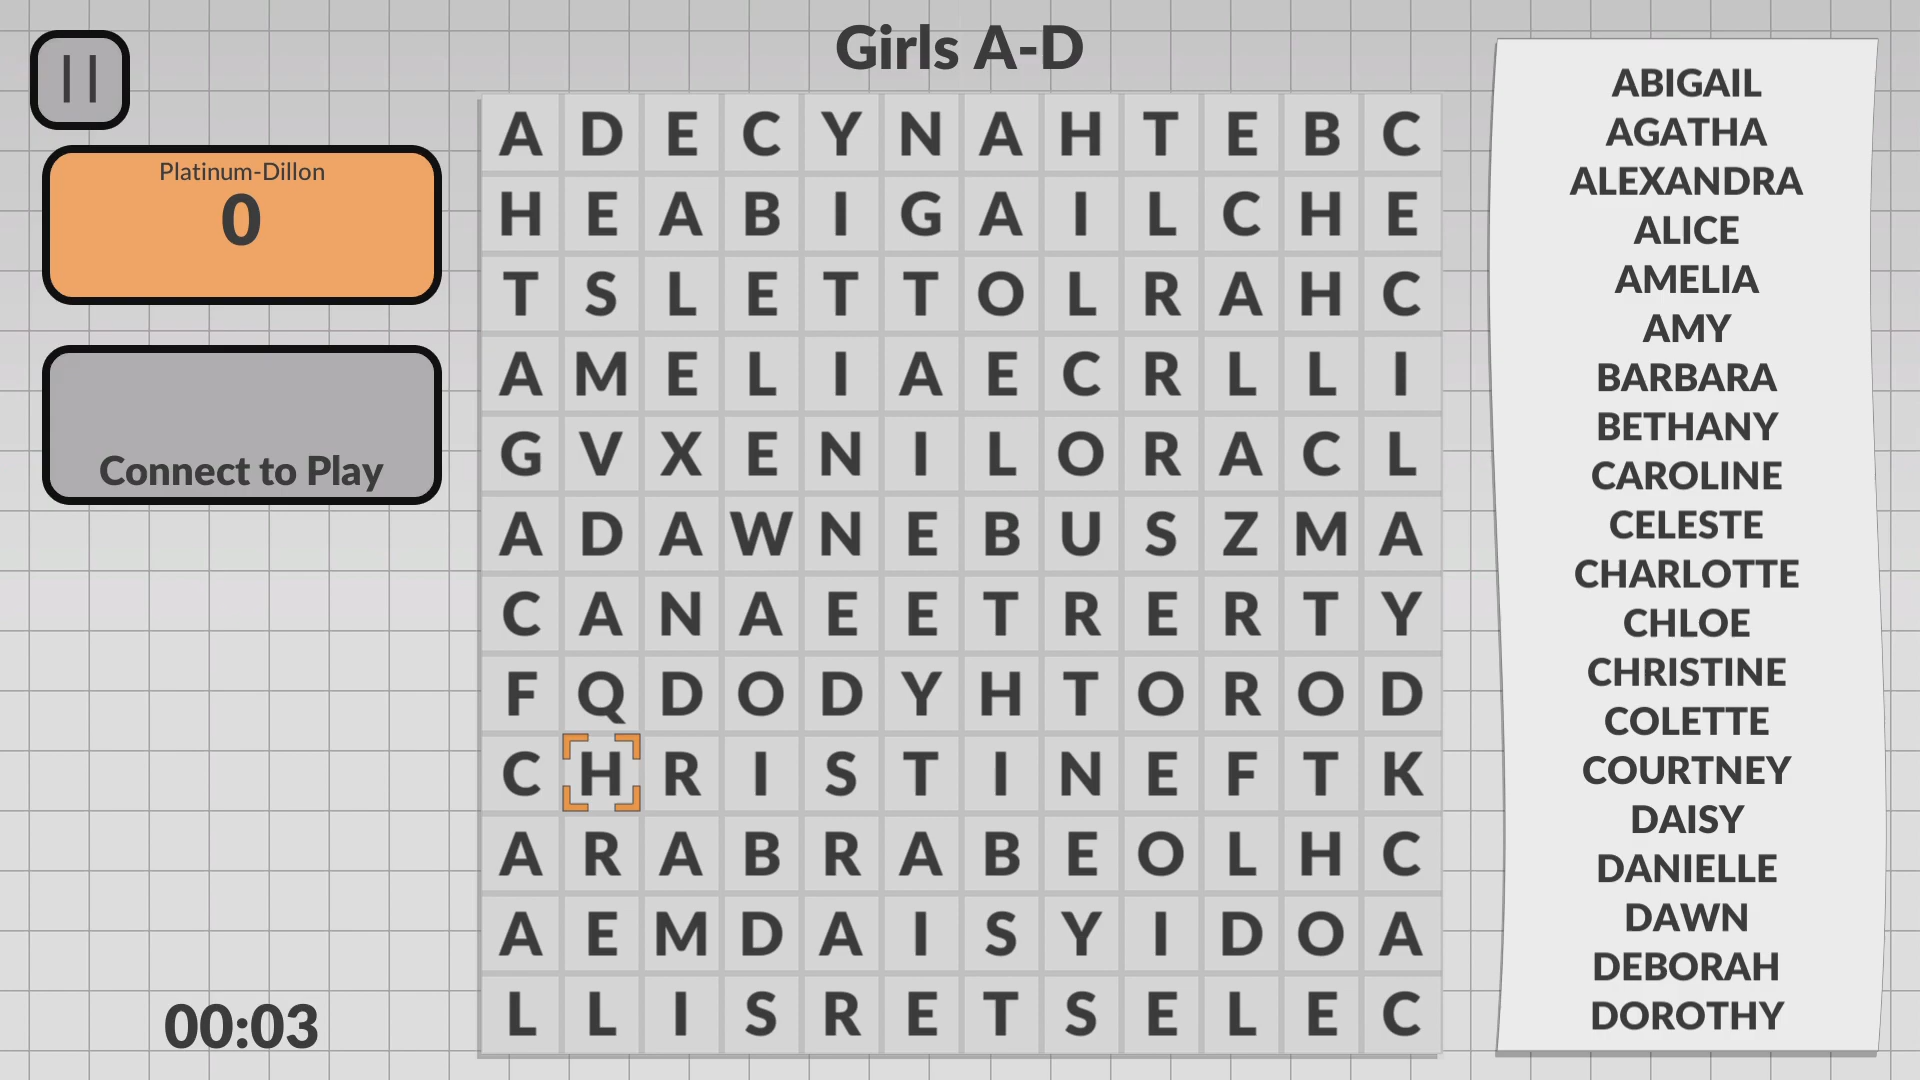 Girls A-D
Platinum-Dillon
0
Connect to Play
00:03
A D E C Y N A H T E B C
H E A B I G A I L C H E
T S L E T T O L R A H C
A M E L I A E C R L L I
G V X E N I L O R A C L
A D A W N E B U S Z M A
C A N A E E T R E R T Y
F Q D O D Y H T O R O D
C H R I S T I N E F T K
A R A B R A B E O L H C
A E M D A I S Y I D O A
L L I S R E T S E L E C
ABIGAIL
AGATHA
ALEXANDRA
ALICE
AMELIA
AMY
BARBARA
BETHANY
CAROLINE
CELESTE
CHARLOTTE
CHLOE
CHRISTINE
COLETTE
COURTNEY
DAISY
DANIELLE
DAWN
DEBORAH
DOROTHY